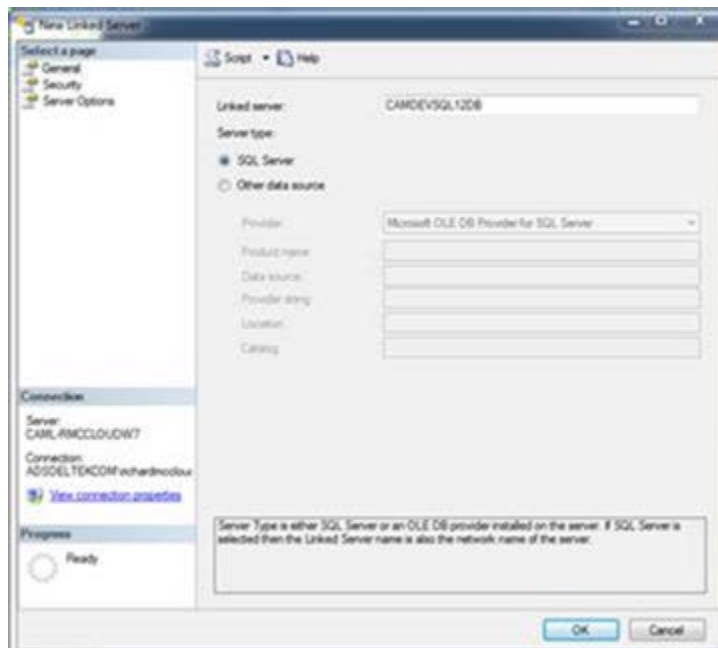 New Linked Server
Select a page
General
Security
Server Options
Script Help
Linked server: CAMDEVSQL12DB
Server type:
SQL Server
Other data source
Provider: Microsoft OLE DB Provider for SQL Server
Product name:
Data source:
Provider string:
Location:
Catalog:
Connection
Server:
CAML-RMCCLOUDW7
Connection:
View connection properties
Progress
Ready
Server Type is either SQL Server or an OLE DB provider installed on the server. If SQL Server is
selected then the Linked Server name is also the network name of the server.
OK Cancel